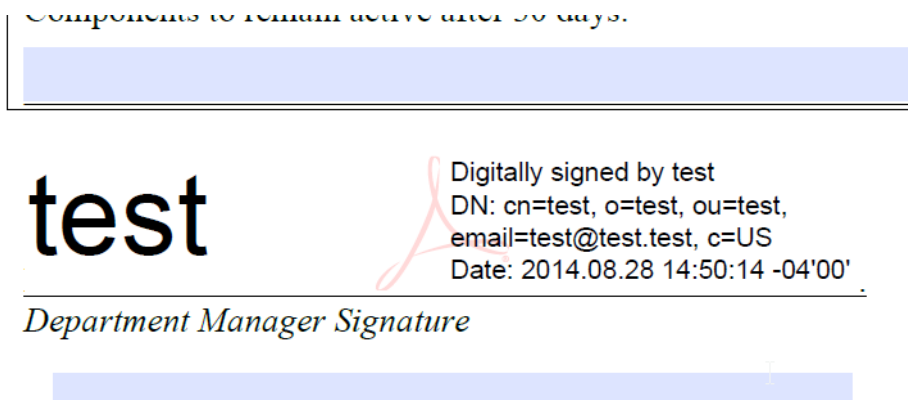 Components to remain active after 30 days:
test
Digitally signed by test
DN: cn=test, o=test, ou=test,
email=test@test.test, c=US
Date: 2014.08.28 14:50:14 -04'00'
Department Manager Signature